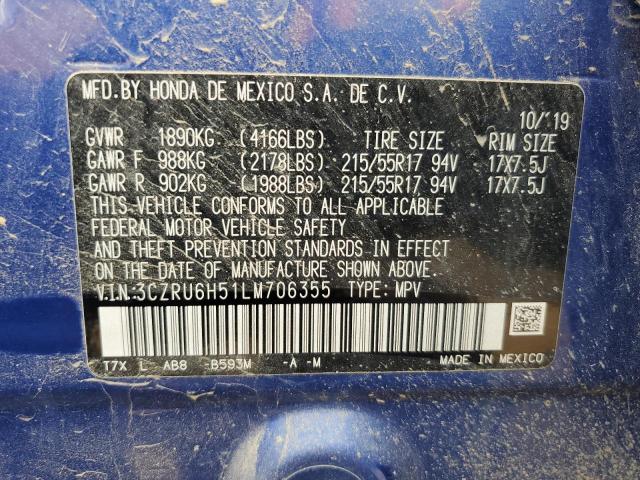 MFD.BY HONDA DE MEXICO S.A. DE C.V.
10/'19
GVWR 1890KG (4166LBS) TIRE SIZE RIM SIZE
GAWR F 988KG (2178LBS) 215/55R17 94V 17X7.5J
GAWR R 902KG (1988LBS) 215/55R17 94V 17X7.5J
THIS VEHICLE CONFORMS TO ALL APPLICABLE
FEDERAL MOTOR VEHICLE SAFETY
AND THEFT PREVENTION STANDARDS IN EFFECT
ON THE DATE OF MANUFACTURE SHOWN ABOVE.
V.I.N:3CZRU6H51LM706355 TYPE: MPV
T7X L AB8 -B593M -A -M
MADE IN MEXICO